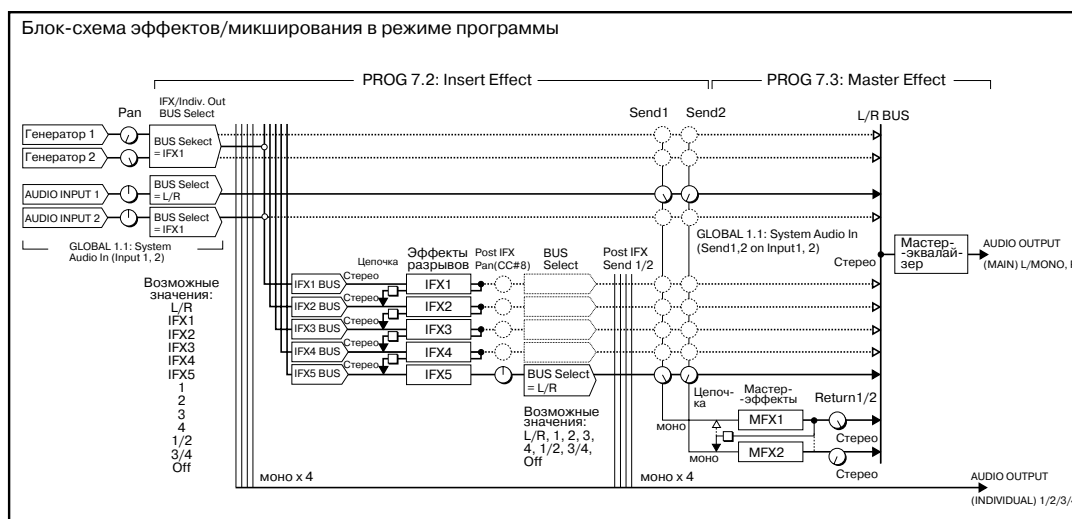 Блок-схема эффектов/микширования в режиме программы
PROG 7.2: Insert Effect
PROG 7.3: Master Effect
Pan
IFX/Indiv. Out
BUS Select
Send1
Send2
L/R BUS
Генератор 1
Генератор 2
BUS Sekect
= IFX1
AUDIO INPUT 1
BUS Select
= L/R
AUDIO INPUT 2
BUS Select
= IFX1
GLOBAL 1.1: System
Audio In (Input 1, 2)
GLOBAL 1.1: System Audio In
(Send1,2 on Input1, 2)
Стерео
Мастер-
-эквалай-
зер
AUDIO OUTPUT
(MAIN) L/MONO,
Возможные
значения:
L/R
IFX1
IFX2
IFX3
IFX4
IFX5
1
2
3
4
1/2
3/4
Off
Цепочка
Эффекты
разрывов
Post IFX
Pan(CC#8)
BUS
Select
Post IFX
Send 1/2
IFX1 BUS
Стерео
IFX1
IFX2 BUS
Стерео
IFX2
IFX3 BUS
Стерео
IFX3
IFX4 BUS
Стерео
IFX4
IFX5 BUS
Стерео
IFX5
BUS Select
= L/R
Возможные
значения:
L/R, 1, 2, 3,
4, 1/2, 3/4,
Off
Цепоч-
ка
Мастер-
-эффекты
Return1/2
моно
MFX1
Стерео
моно
MFX2
Стерео
моно x 4
моно x 4
AUDIO OUTPUT
(INDIVIDUAL) 1/2/3/4